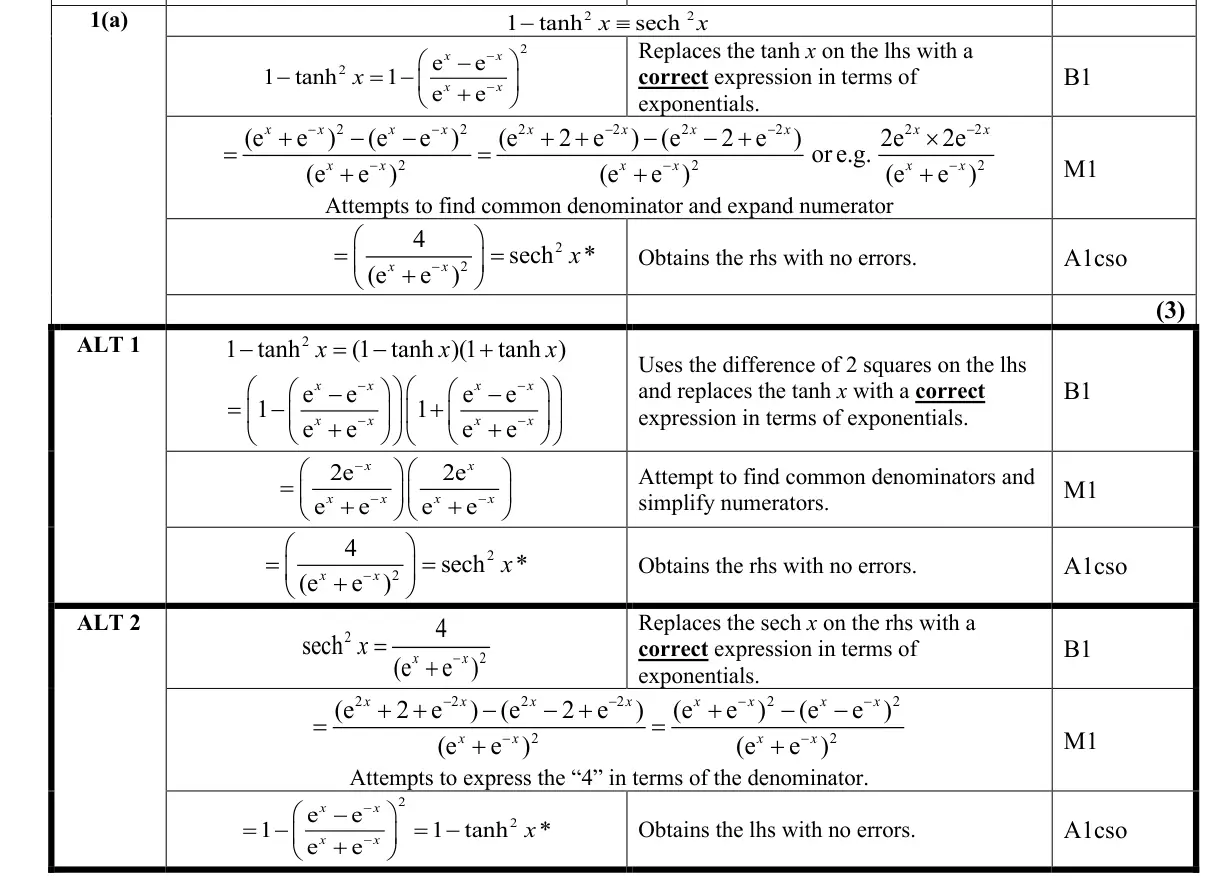 1(a)
1 − tanh² x ≡ sech ²x
1 − tanh² x = 1 − ((eˣ − e⁻ˣ)/(eˣ + e⁻ˣ))²
Replaces the tanh x on the lhs with a
correct expression in terms of
exponentials.
B1
= ((eˣ + e⁻ˣ)² − (eˣ − e⁻ˣ)²)/(eˣ + e⁻ˣ)² = ((e²ˣ + 2 + e⁻²ˣ) − (e²ˣ − 2 + e⁻²ˣ))/(eˣ + e⁻ˣ)² or e.g. (2e²ˣ × 2e⁻²ˣ)/(eˣ + e⁻ˣ)²
Attempts to find common denominator and expand numerator
M1
= (4/(eˣ + e⁻ˣ)²) = sech² x*
Obtains the rhs with no errors.
A1cso
(3)
ALT 1
1 − tanh² x = (1 − tanh x)(1 + tanh x)
= (1 − ((eˣ − e⁻ˣ)/(eˣ + e⁻ˣ)))(1 + ((eˣ − e⁻ˣ)/(eˣ + e⁻ˣ)))
Uses the difference of 2 squares on the lhs
and replaces the tanh x with a correct
expression in terms of exponentials.
B1
= (2e⁻ˣ/(eˣ + e⁻ˣ))(2eˣ/(eˣ + e⁻ˣ))
Attempt to find common denominators and
simplify numerators.
M1
= (4/(eˣ + e⁻ˣ)²) = sech² x*
Obtains the rhs with no errors.
A1cso
ALT 2
sech² x = 4/(eˣ + e⁻ˣ)²
Replaces the sech x on the rhs with a
correct expression in terms of
exponentials.
B1
= ((e²ˣ + 2 + e⁻²ˣ) − (e²ˣ − 2 + e⁻²ˣ))/(eˣ + e⁻ˣ)² = ((eˣ + e⁻ˣ)² − (eˣ − e⁻ˣ)²)/(eˣ + e⁻ˣ)²
Attempts to express the “4” in terms of the denominator.
M1
= 1 − ((eˣ − e⁻ˣ)/(eˣ + e⁻ˣ))² = 1 − tanh² x*
Obtains the lhs with no errors.
A1cso